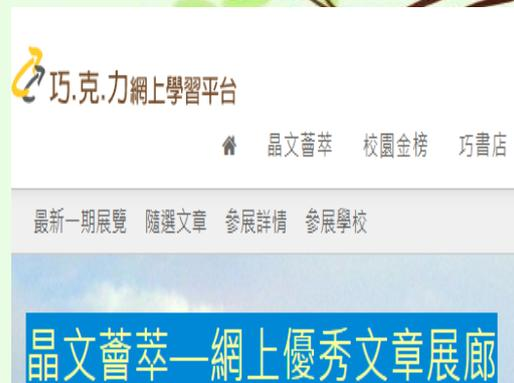 巧.克.力網上學習平台
晶文薈萃 校園金榜 巧書店
最新一期展覽 隨選文章 參展詳情 參展學校
晶文薈萃—網上優秀文章展廊